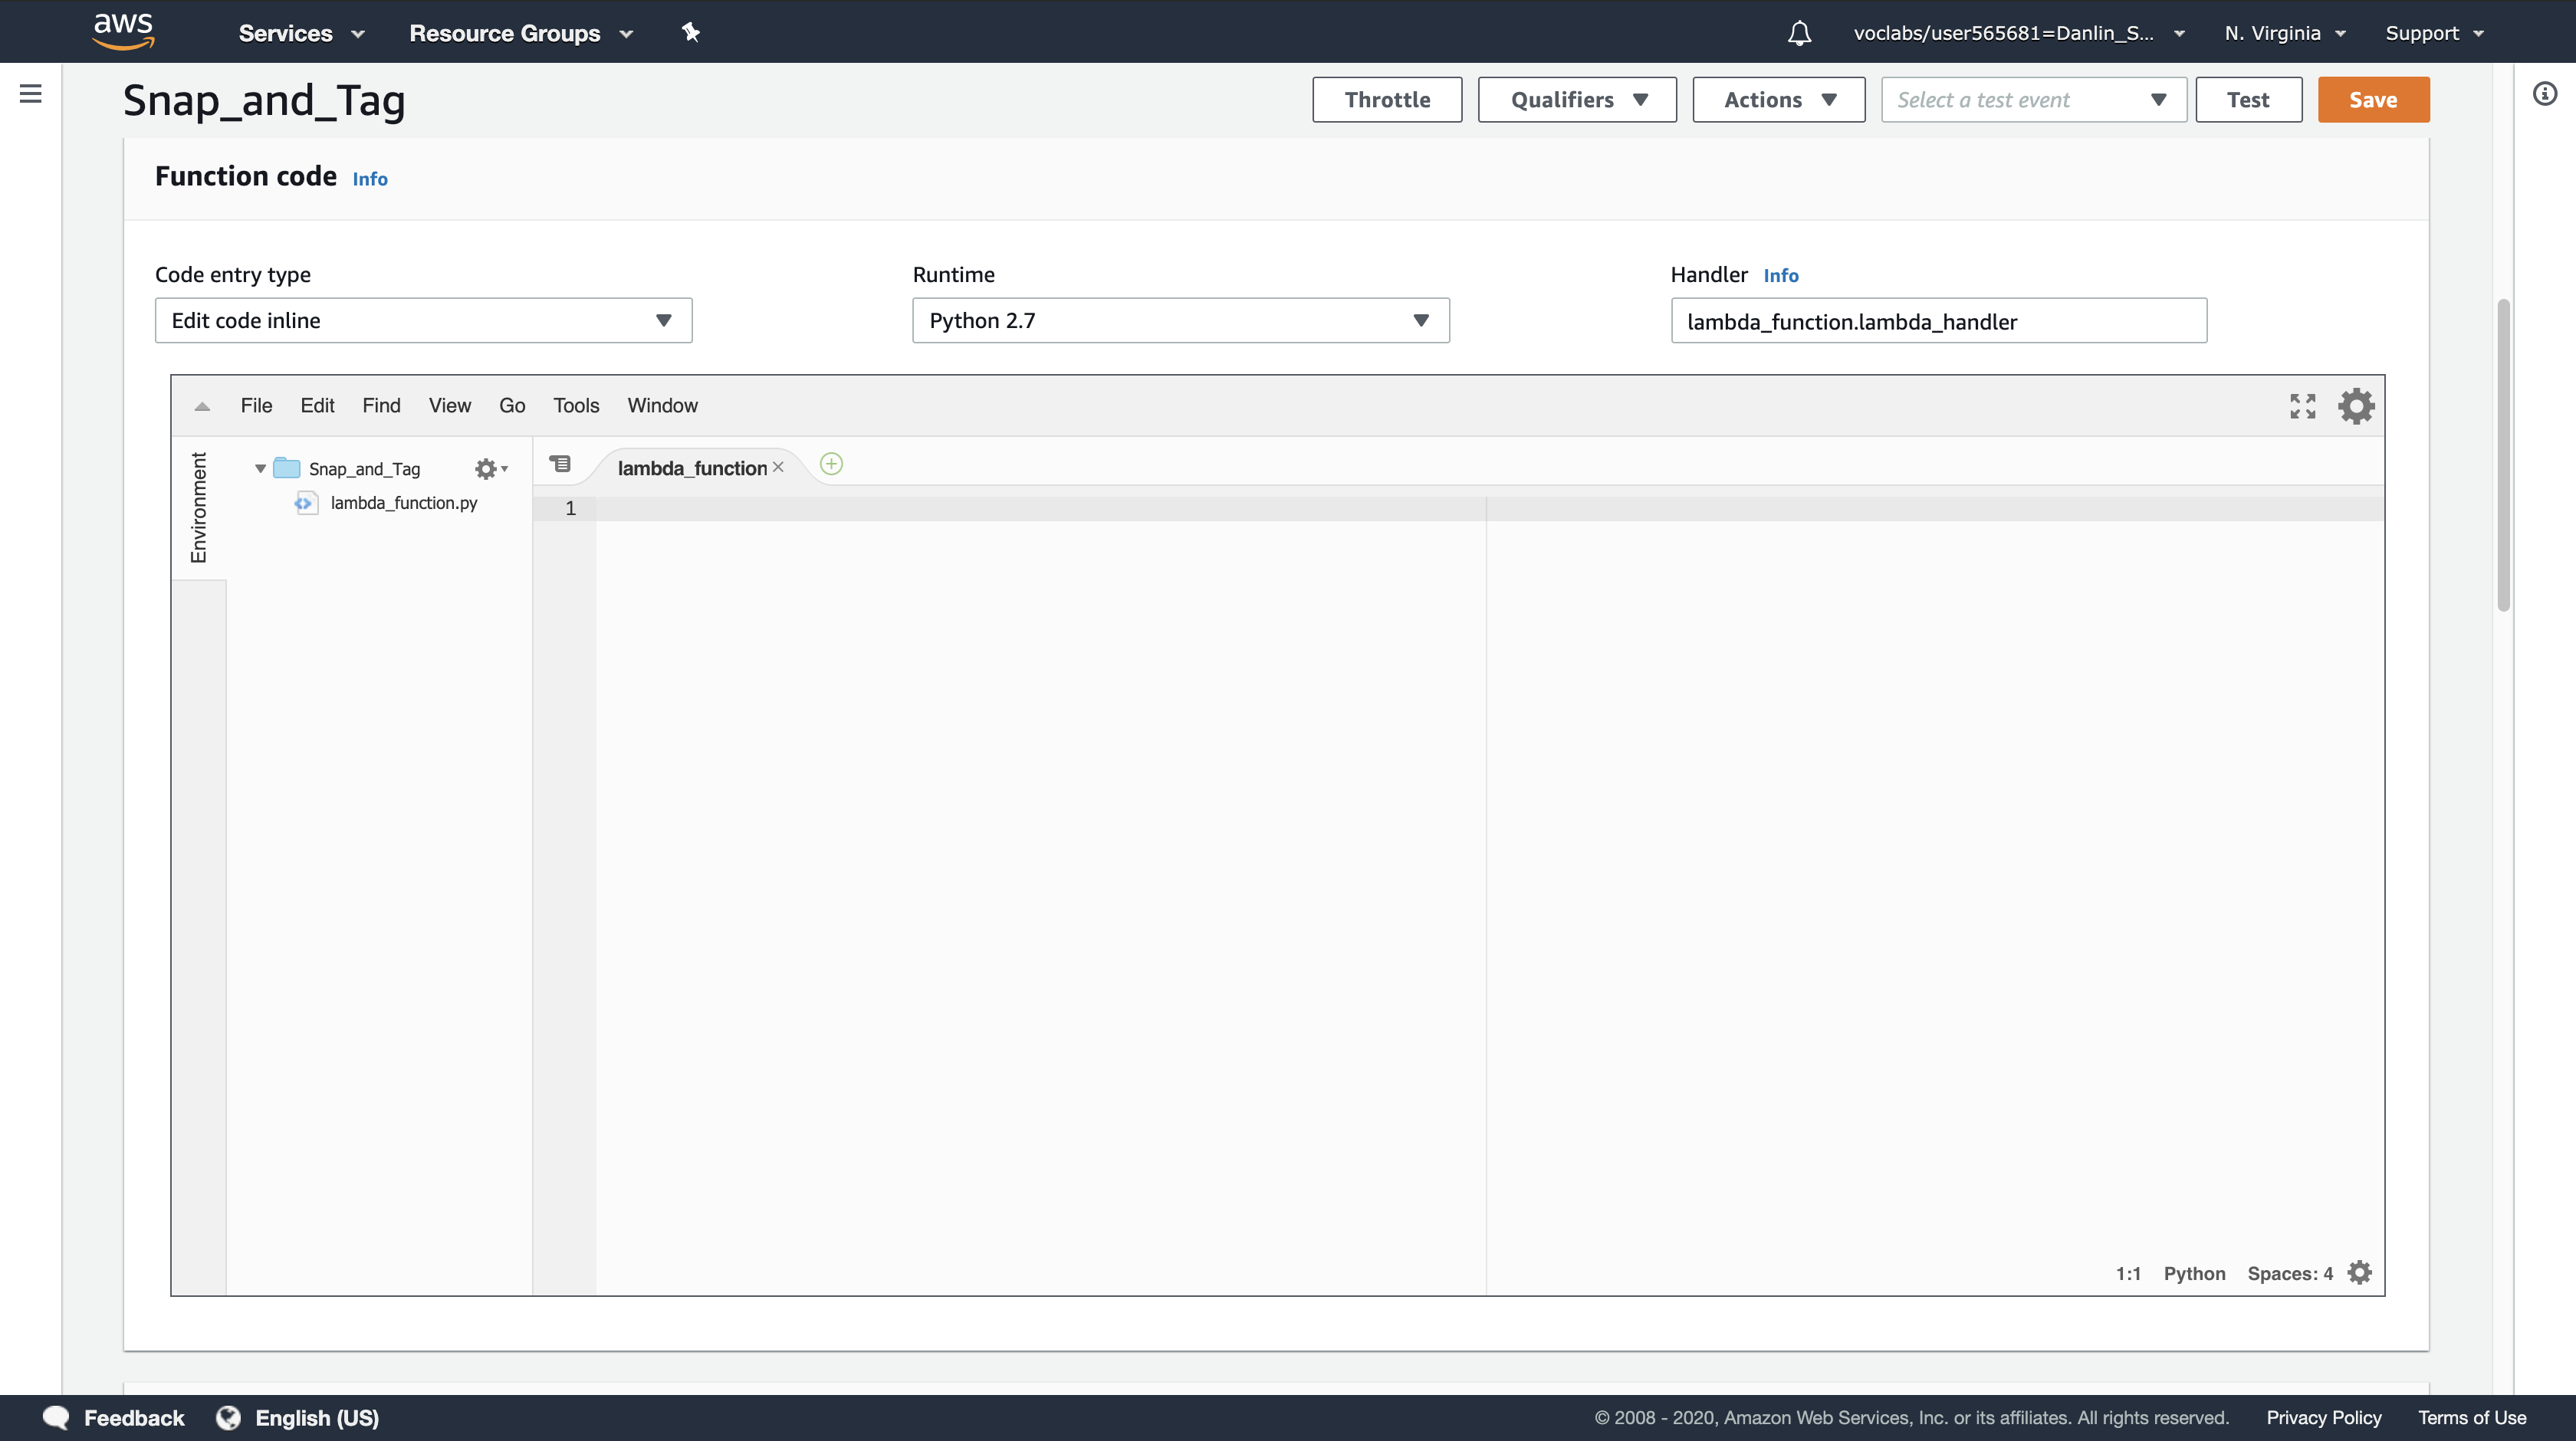 aws Services Resource Groups voclabs/user565681=Danlin_S... N. Virginia Support
Snap_and_Tag Throttle Qualifiers Actions Select a test event Test Save
Function code Info
Code entry type Runtime Handler Info
Edit code inline Python 2.7 lambda_function.lambda_handler
File Edit Find View Go Tools Window
Environment
Snap_and_Tag lambda_function
lambda_function.py
1
1:1 Python Spaces: 4
Feedback English (US) © 2008 - 2020, Amazon Web Services, Inc. or its affiliates. All rights reserved. Privacy Policy Terms of Use